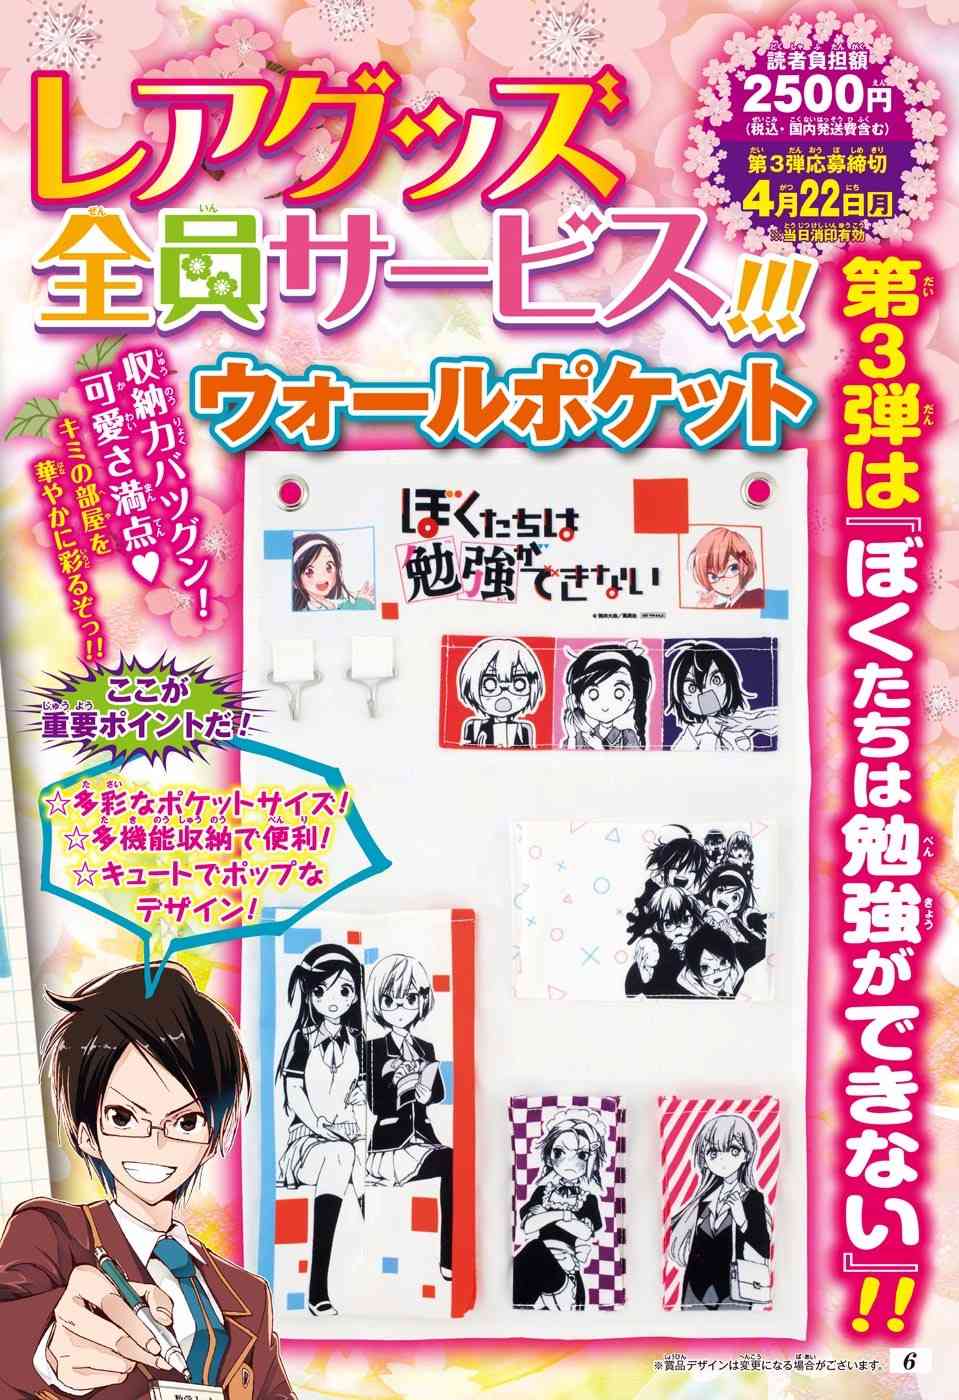 読者負担額
2500円
(税込・国内発送費含む)
第3弾応募締切
4月22日月
※当日消印有効
レアグッズ
全員サービス!!!
ウォールポケット
第3弾は『ぼくたちは勉強ができない』!!
収納力バツグン!
可愛さ満点♥
キミの部屋を
華やかに彩るぞっ!!
ぼくたちは
勉強ができない
ここが
重要ポイントだ!
☆多彩なポケットサイズ!
☆多機能収納で便利!
☆キュートでポップな
デザイン!
※賞品デザインは変更になる場合がございます。
6